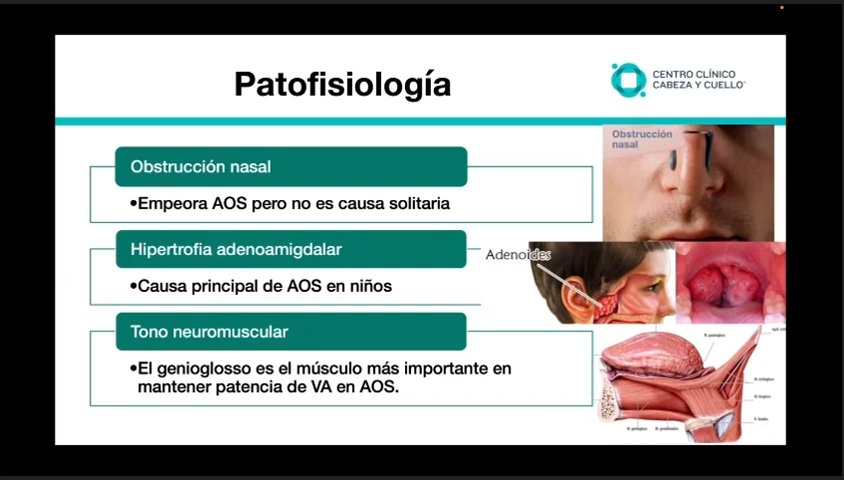 Patofisiología
CENTRO CLÍNICO
CABEZA Y CUELLO
Obstrucción nasal
•Empeora AOS pero no es causa solitaria
Obstrucción
nasal
Hipertrofia adenoamigdalar
•Causa principal de AOS en niños
Adenoides
Tono neuromuscular
•El genioglosso es el músculo más importante en
mantener patencia de VA en AOS.